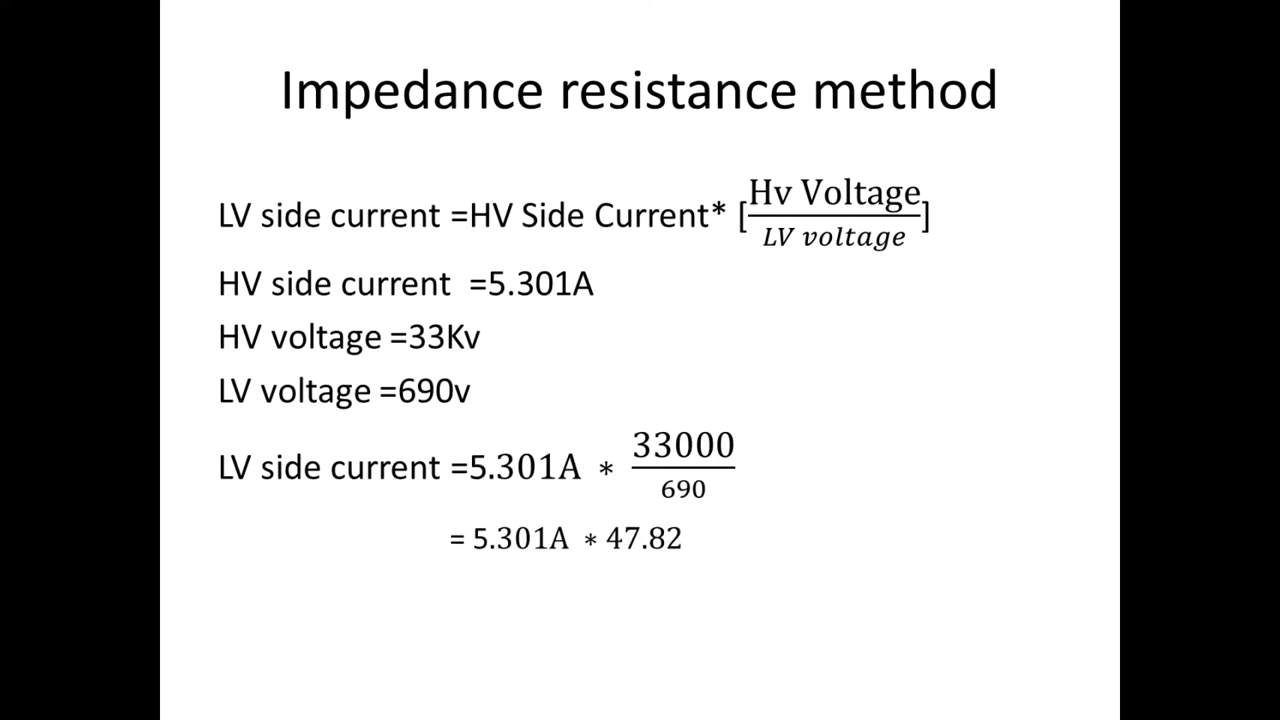 Impedance resistance method
LV side current =HV Side Current* [Hv Voltage/LV voltage]
HV side current =5.301A
HV voltage =33Kv
LV voltage =690v
LV side current =5.301A * 33000/690
= 5.301A * 47.82